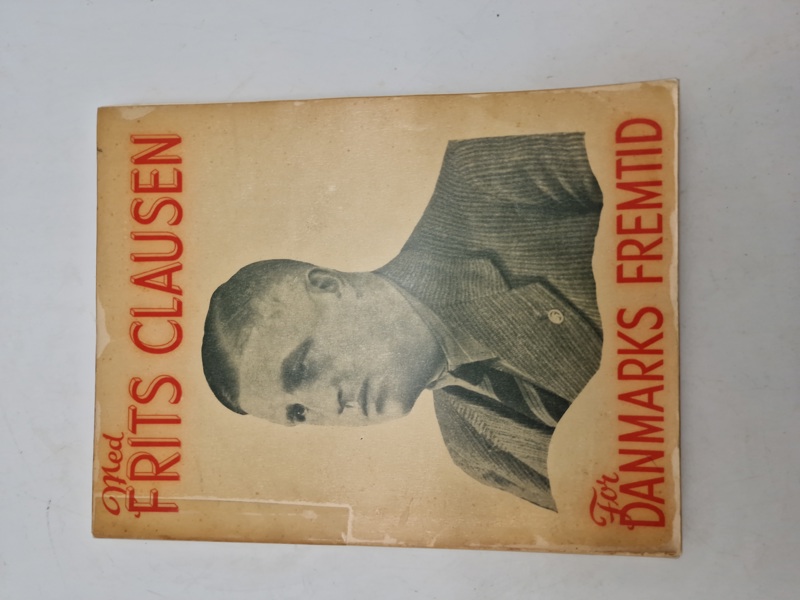 Med
FRITS CLAUSEN
For
DANMARKS FREMTID